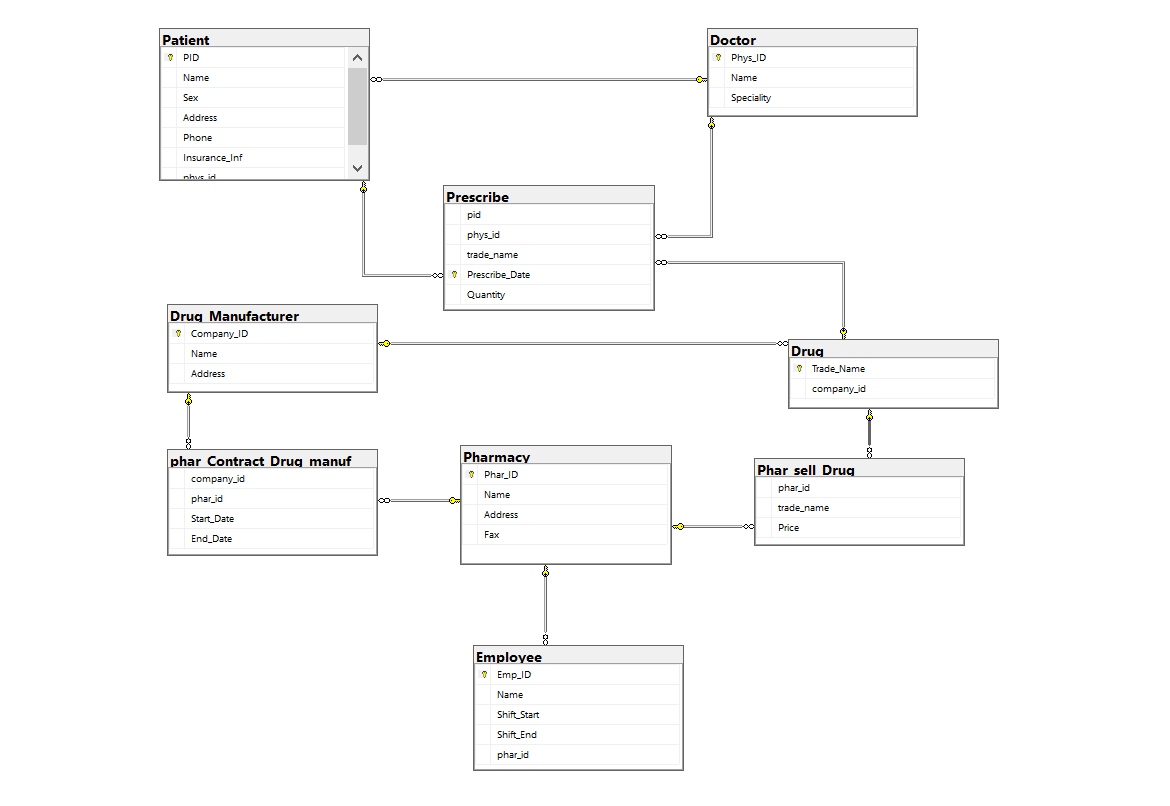 Patient
PID
Name
Sex
Address
Phone
Insurance_Inf
phys_id
Doctor
Phys_ID
Name
Speciality
Prescribe
pid
phys_id
trade_name
Prescribe_Date
Quantity
Drug_Manufacturer
Company_ID
Name
Address
Drug
Trade_Name
company_id
phar_Contract_Drug_manuf
company_id
phar_id
Start_Date
End_Date
Pharmacy
Phar_ID
Name
Address
Fax
Phar_sell_Drug
phar_id
trade_name
Price
Employee
Emp_ID
Name
Shift_Start
Shift_End
phar_id